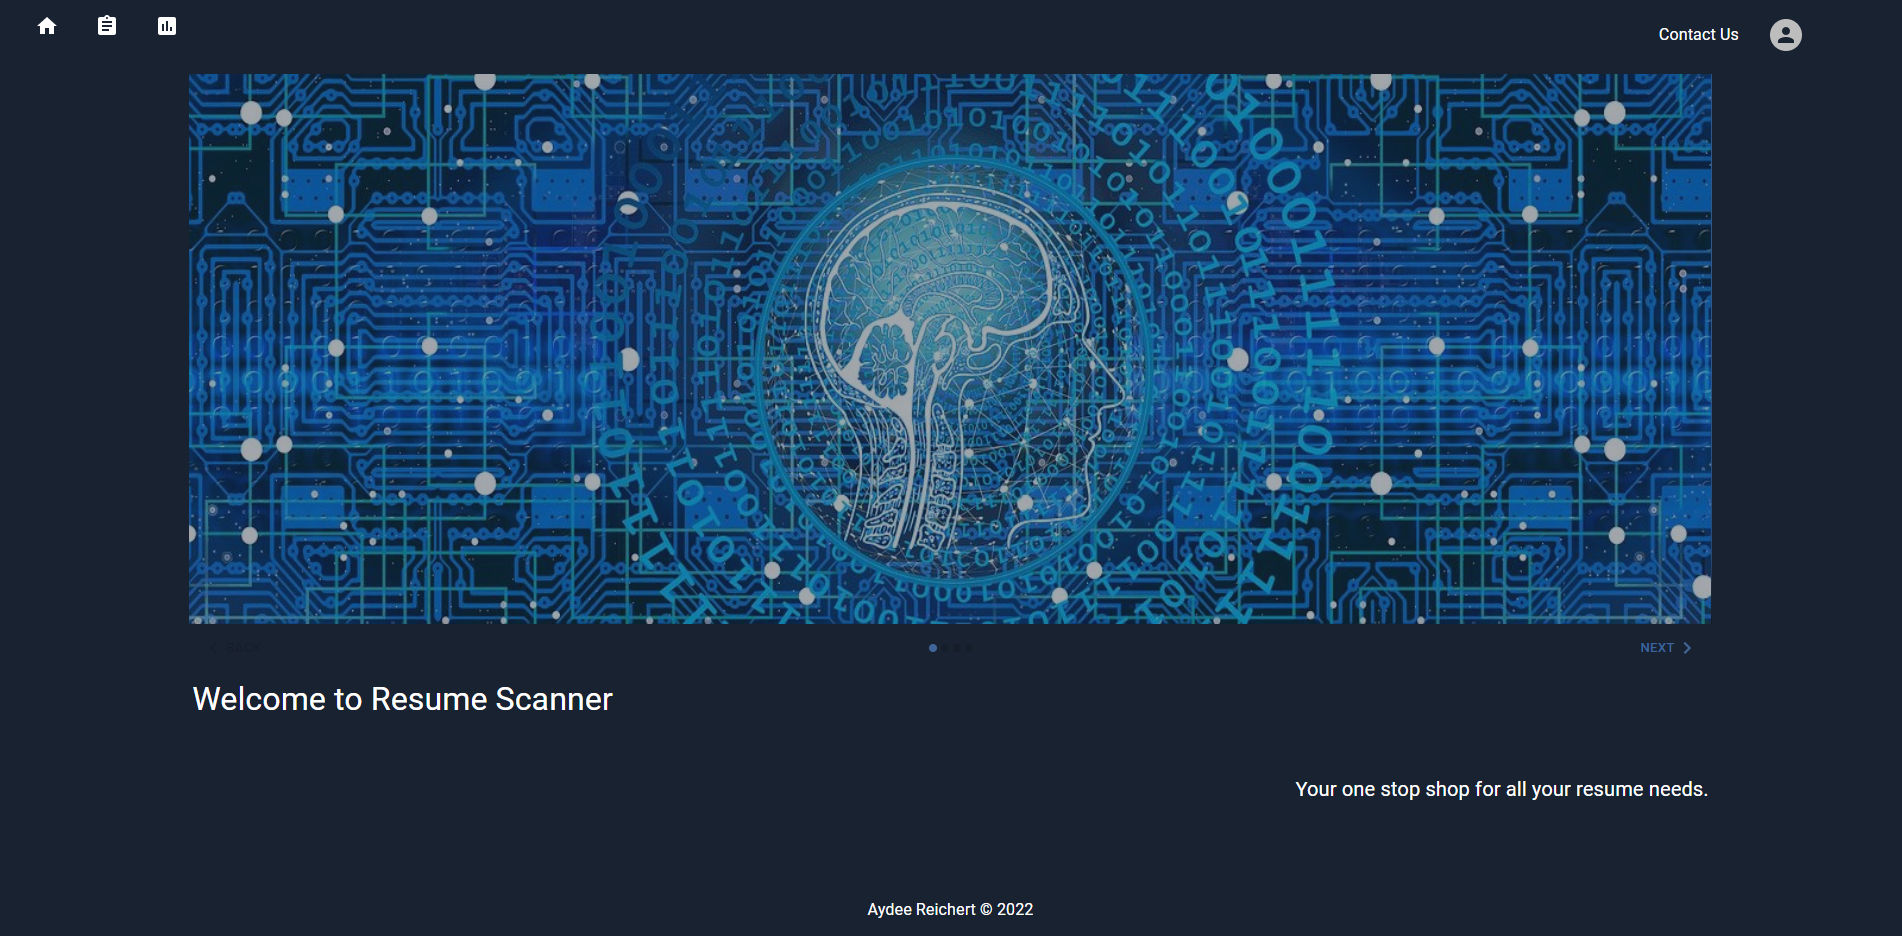 Contact Us
BACK
NEXT
Welcome to Resume Scanner
Your one stop shop for all your resume needs.
Aydee Reichert © 2022